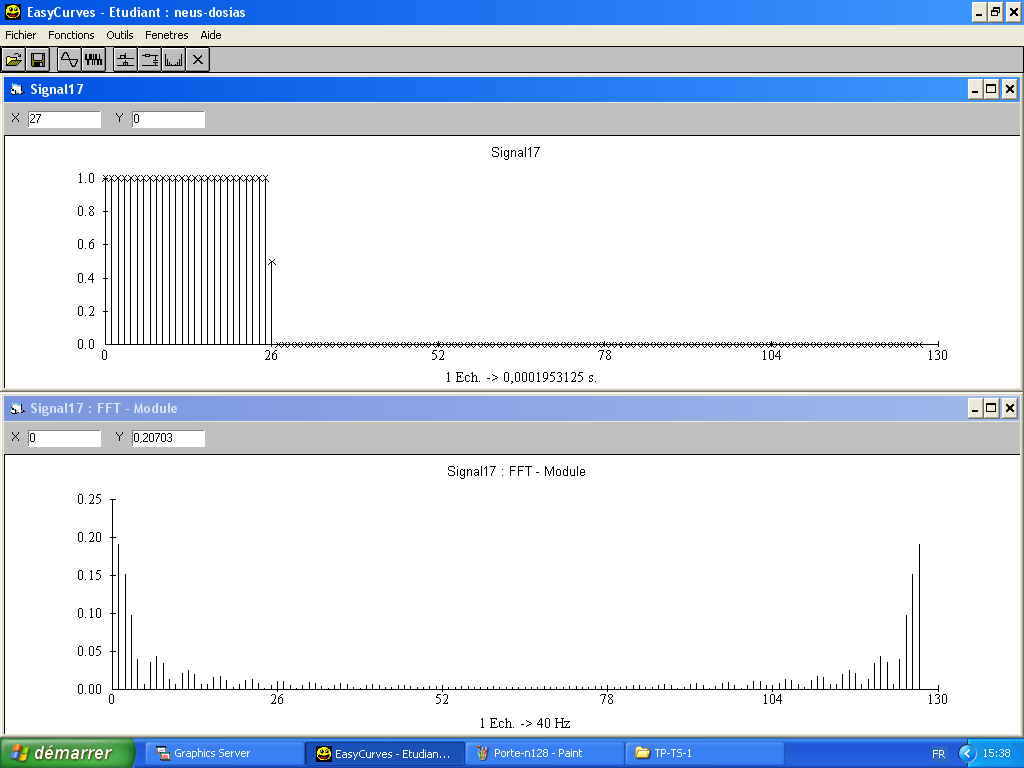 EasyCurves - Etudiant : neus-dosias
Fichier Fonctions Outils Fenetres Aide
Signal17
X 27 Y 0
Signal17
1.0
0.8
0.6
0.4
0.2
0.0
0 26 52 78 104 130
1 Ech. -> 0,0001953125 s.
Signal17 : FFT - Module
X 0 Y 0,20703
Signal17 : FFT - Module
0.25
0.20
0.15
0.10
0.05
0.00
0 26 52 78 104 130
1 Ech. -> 40 Hz
démarrer Graphics Server EasyCurves - Etudian... Porte-n128 - Paint TP-TS-1 FR 15:38